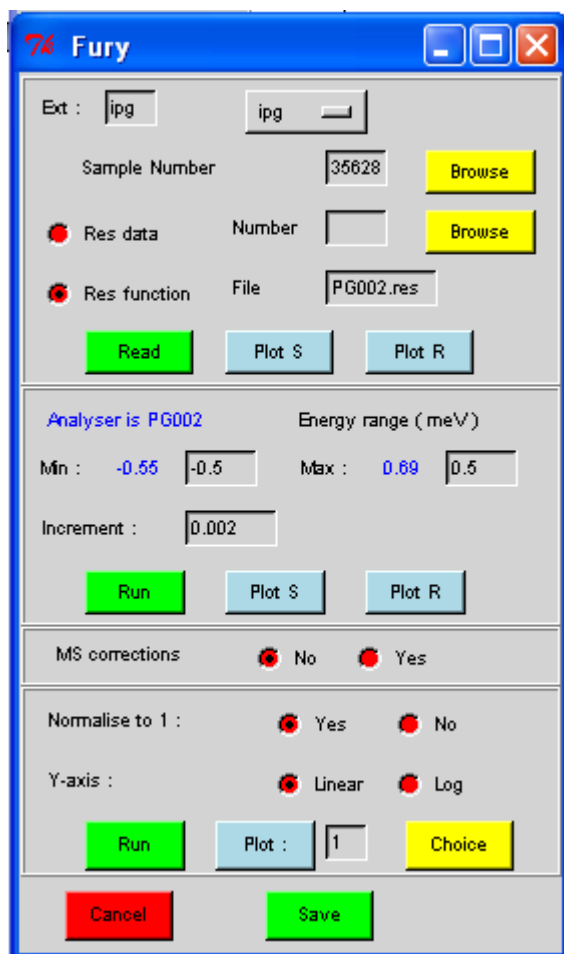 Fury
Ext : ipg ipg
Sample Number 35628 Browse
Res data Number Browse
Res function File PG002.res
Read Plot S Plot R
Analyser is PG002 Energy range ( meV )
Min : -0.55 -0.5 Max : 0.69 0.5
Increment : 0.002
Run Plot S Plot R
MS corrections No Yes
Normalise to 1 : Yes No
Y-axis : Linear Log
Run Plot : 1 Choice
Cancel Save